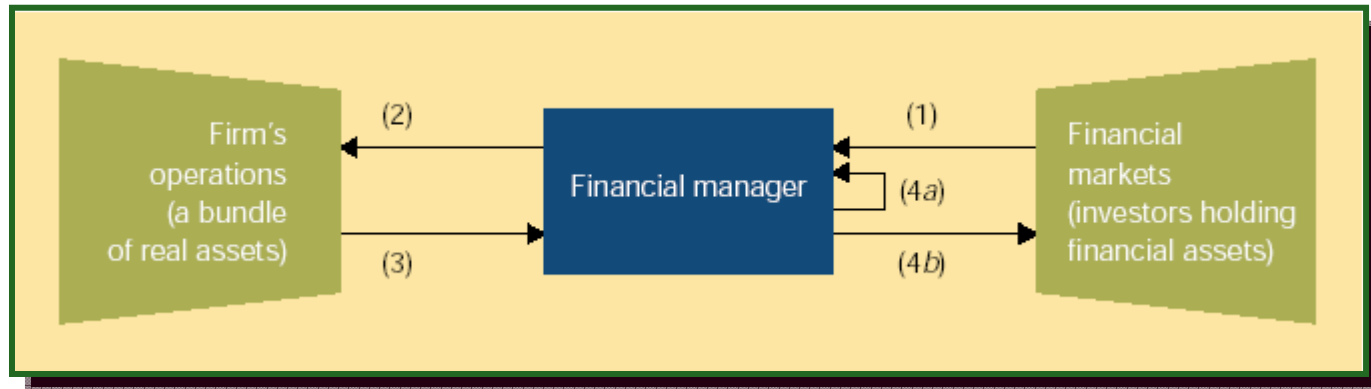 Firm's
operations
(a bundle
of real assets)
(2)
(3)
Financial manager
(1)
(4a)
(4b)
Financial
markets
(investors holding
financial assets)